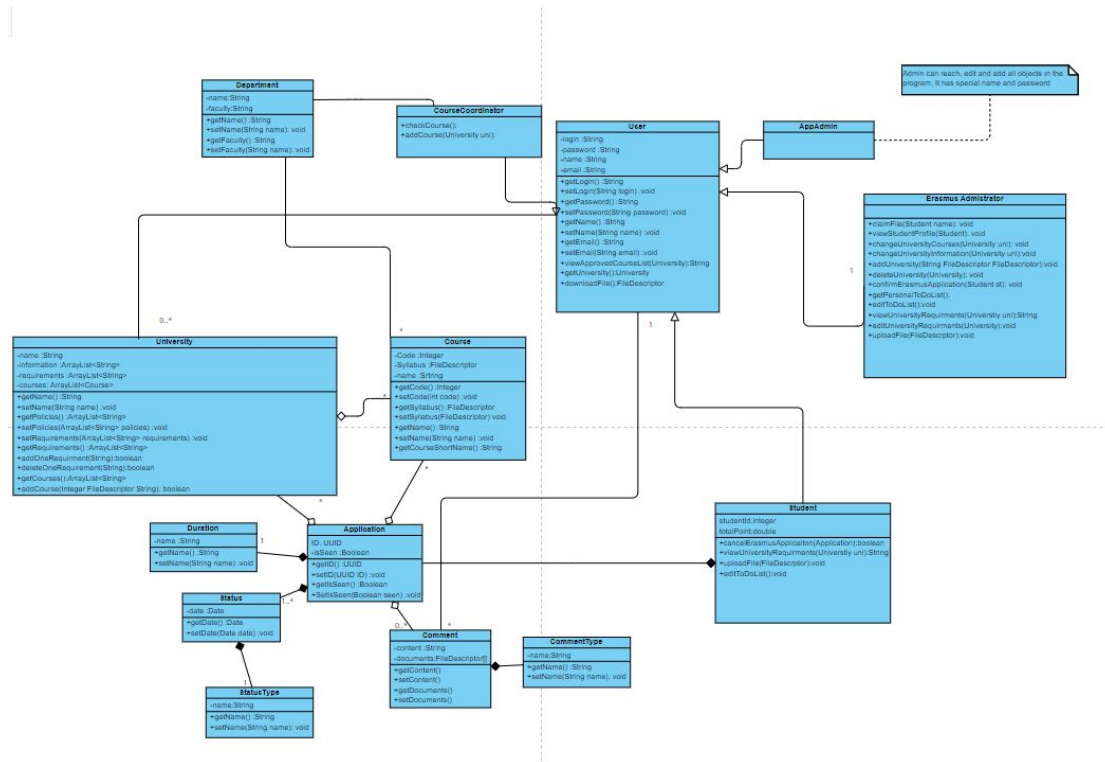 Department
-name:String
-faculty:String
+getName() :String
+setName(String name): void
+getFaculty() :String
+setFaculty(String name): void
CourseCoordinator
+checkCourse():
+addCourse(University uni):
User
-login :String
-password :String
-name :String
-email :String
+getLogin() :String
+setLogin(String login) :void
+getPassword() :String
+setPassword(String password) :void
+getName() :String
+setName(String name) :void
+getEmail() :String
+setEmail(String email) :void
+viewApprovedCourseList(University):String
+getUniversity():University
+downloadFile():FileDescriptor
AppAdmin
Admin can reach, edit and add all objects in the
program. It has special name and password
Erasmus Admistrator
+claimFile(Student name): void
+viewStudentProfile(Student): void
+changeUniversityCourses(University uni): void
+changeUniversityInformation(University uni):void
+addUniversity(String FileDescriptor FileDescriptor):void
+deleteUniversity(University): void
+confirmErasmusApplication(Student st): void
+getPersonalToDoList():
+editToDoList():void
+viewUniversityRequirments(Universtiy uni):String
+editUniversityRequirments(University):void
+uploadFile(FileDescrptor):void
1
1
0..*
*
University
-name :String
-information :ArrayList<String>
-requirements :ArrayList<String>
-courses: ArrayList<Course>
+getName() :String
+setName(String name) :void
+getPolicies() :ArrayList<String>
+setPolicies(ArrayList<String> policies) :void
+setRequirements(ArrayList<String> requirements) :void
+getRequirements() :ArrayList<String>
+addOneRequirment(String):boolean
+deleteOneRequirement(String):boolean
+getCourses():ArrayList<String>
+addCourse(Integer FileDescriptor String): boolean
*
Course
-Code :Integer
-Syllabus :FileDescriptor
-name :Srtring
+getCode() :Integer
+setCode(int code) :void
+getSyllabus() :FileDescriptor
+setSyllabus(FileDescriptor) void
+getName() :String
+setName(String name) :void
+getCourseShortName() :String
*
*
Duration
-name :String
+getName() :String
+setName(String name) :void
1
Application
ID: UUID
-isSeen :Boolean
+getID() :UUID
+setID(UUID ID) :void
+getIsSeen() :Boolean
+SetIsSeen(Boolean seen) :void
Student
studentId:integer
totalPoint:double
+cancelErasmusApplicaiton(Application):boolean
+viewUniversityRequirments(Universtiy uni):String
+uploadFile(FileDescrptor):void
+editToDoList():void
Status
-date :Date
+getDate() :Date
+setDate(Date date) :void
1..*
0..*
*
Comment
-content :String
-documents:FileDescriptor[]
+getContent()
+setContent()
+getDocuments()
+setDocuments()
CommentType
-name:String
+getName() :String
+setName(String name): void
1
StatusType
-name:String
+getName() :String
+setName(String name): void